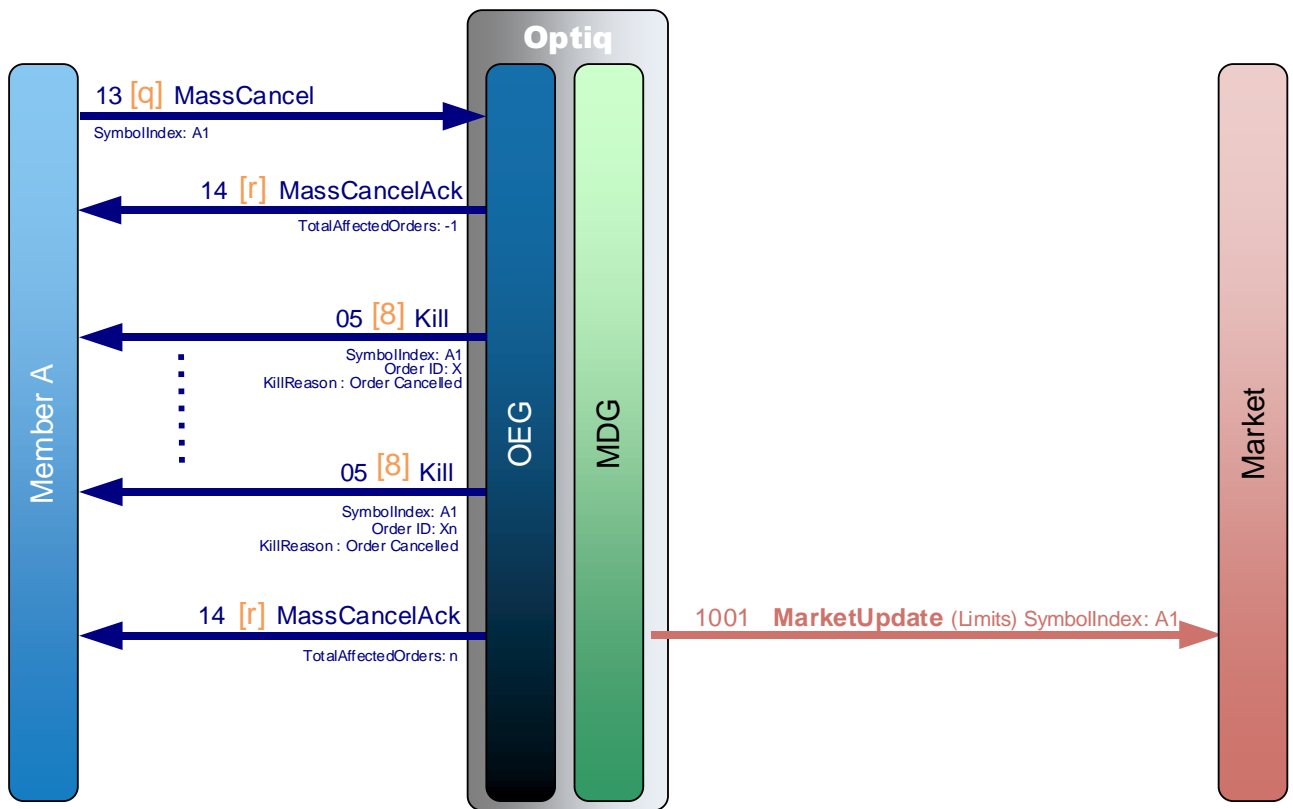 Optiq
13 [q] MassCancel
SymbolIndex: A1
14 [r] MassCancelAck
TotalAffectedOrders: -1
05 [8] Kill
SymbolIndex: A1
Order ID: X
KillReason : Order Cancelled
Member A
OEG
MDG
Market
05 [8] Kill
SymbolIndex: A1
Order ID: Xn
KillReason : Order Cancelled
14 [r] MassCancelAck
1001 MarketUpdate (Limits) SymbolIndex: A1
TotalAffectedOrders: n